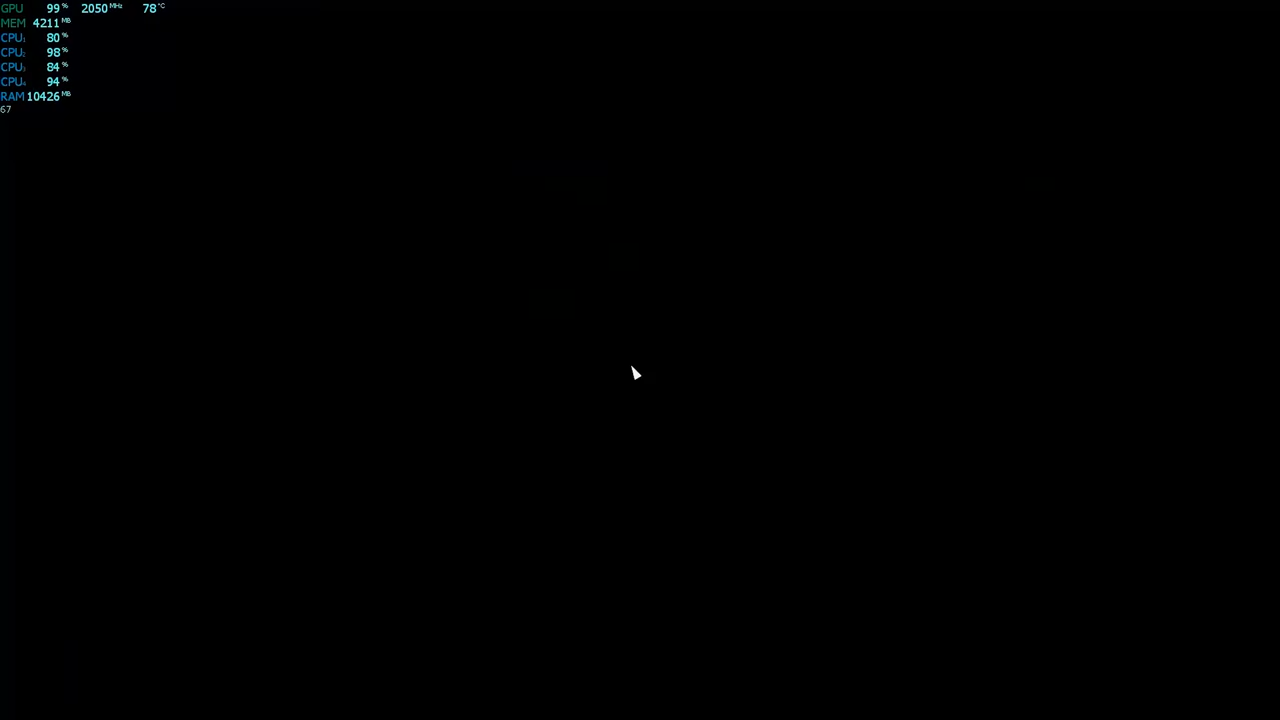 GPU 99 % 2050 MHz 78 °C
MEM 4211 MB
CPU1 80 %
CPU2 98 %
CPU3 84 %
CPU4 94 %
RAM 10426 MB
67